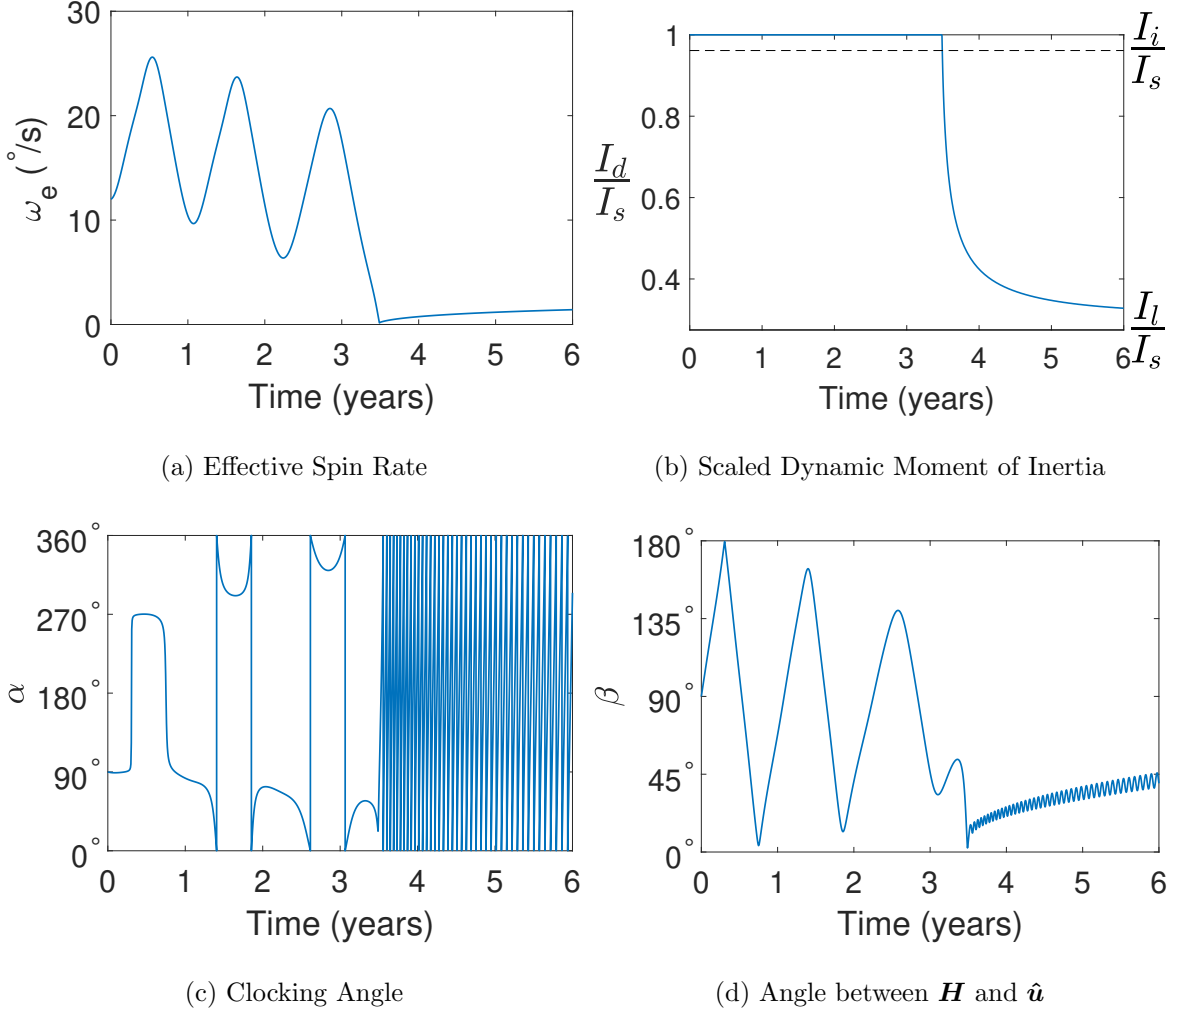 30
20
10
0
ω_e (°/s)
0 1 2 3 4 5 6
Time (years)
(a) Effective Spin Rate
1
0.8
0.6
0.4
I_d/I_s
I_i/I_s
I_l/I_s
0 1 2 3 4 5 6
Time (years)
(b) Scaled Dynamic Moment of Inertia
360°
270°
180°
90°
0°
α
0 1 2 3 4 5 6
Time (years)
(c) Clocking Angle
180°
135°
90°
45°
0°
β
0 1 2 3 4 5 6
Time (years)
(d) Angle between H and û